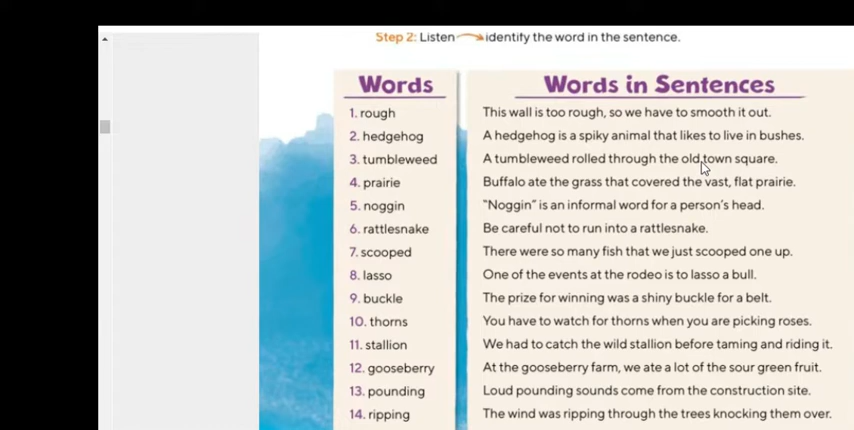 Step 2: Listen identify the word in the sentence.
Words Words in Sentences
1. rough This wall is too rough, so we have to smooth it out.
2. hedgehog A hedgehog is a spiky animal that likes to live in bushes.
3. tumbleweed A tumbleweed rolled through the old town square.
4. prairie Buffalo ate the grass that covered the vast, flat prairie.
5. noggin “Noggin” is an informal word for a person’s head.
6. rattlesnake Be careful not to run into a rattlesnake.
7. scooped There were so many fish that we just scooped one up.
8. lasso One of the events at the rodeo is to lasso a bull.
9. buckle The prize for winning was a shiny buckle for a belt.
10. thorns You have to watch for thorns when you are picking roses.
11. stallion We had to catch the wild stallion before taming and riding it.
12. gooseberry At the gooseberry farm, we ate a lot of the sour green fruit.
13. pounding Loud pounding sounds come from the construction site.
14. ripping The wind was ripping through the trees knocking them over.